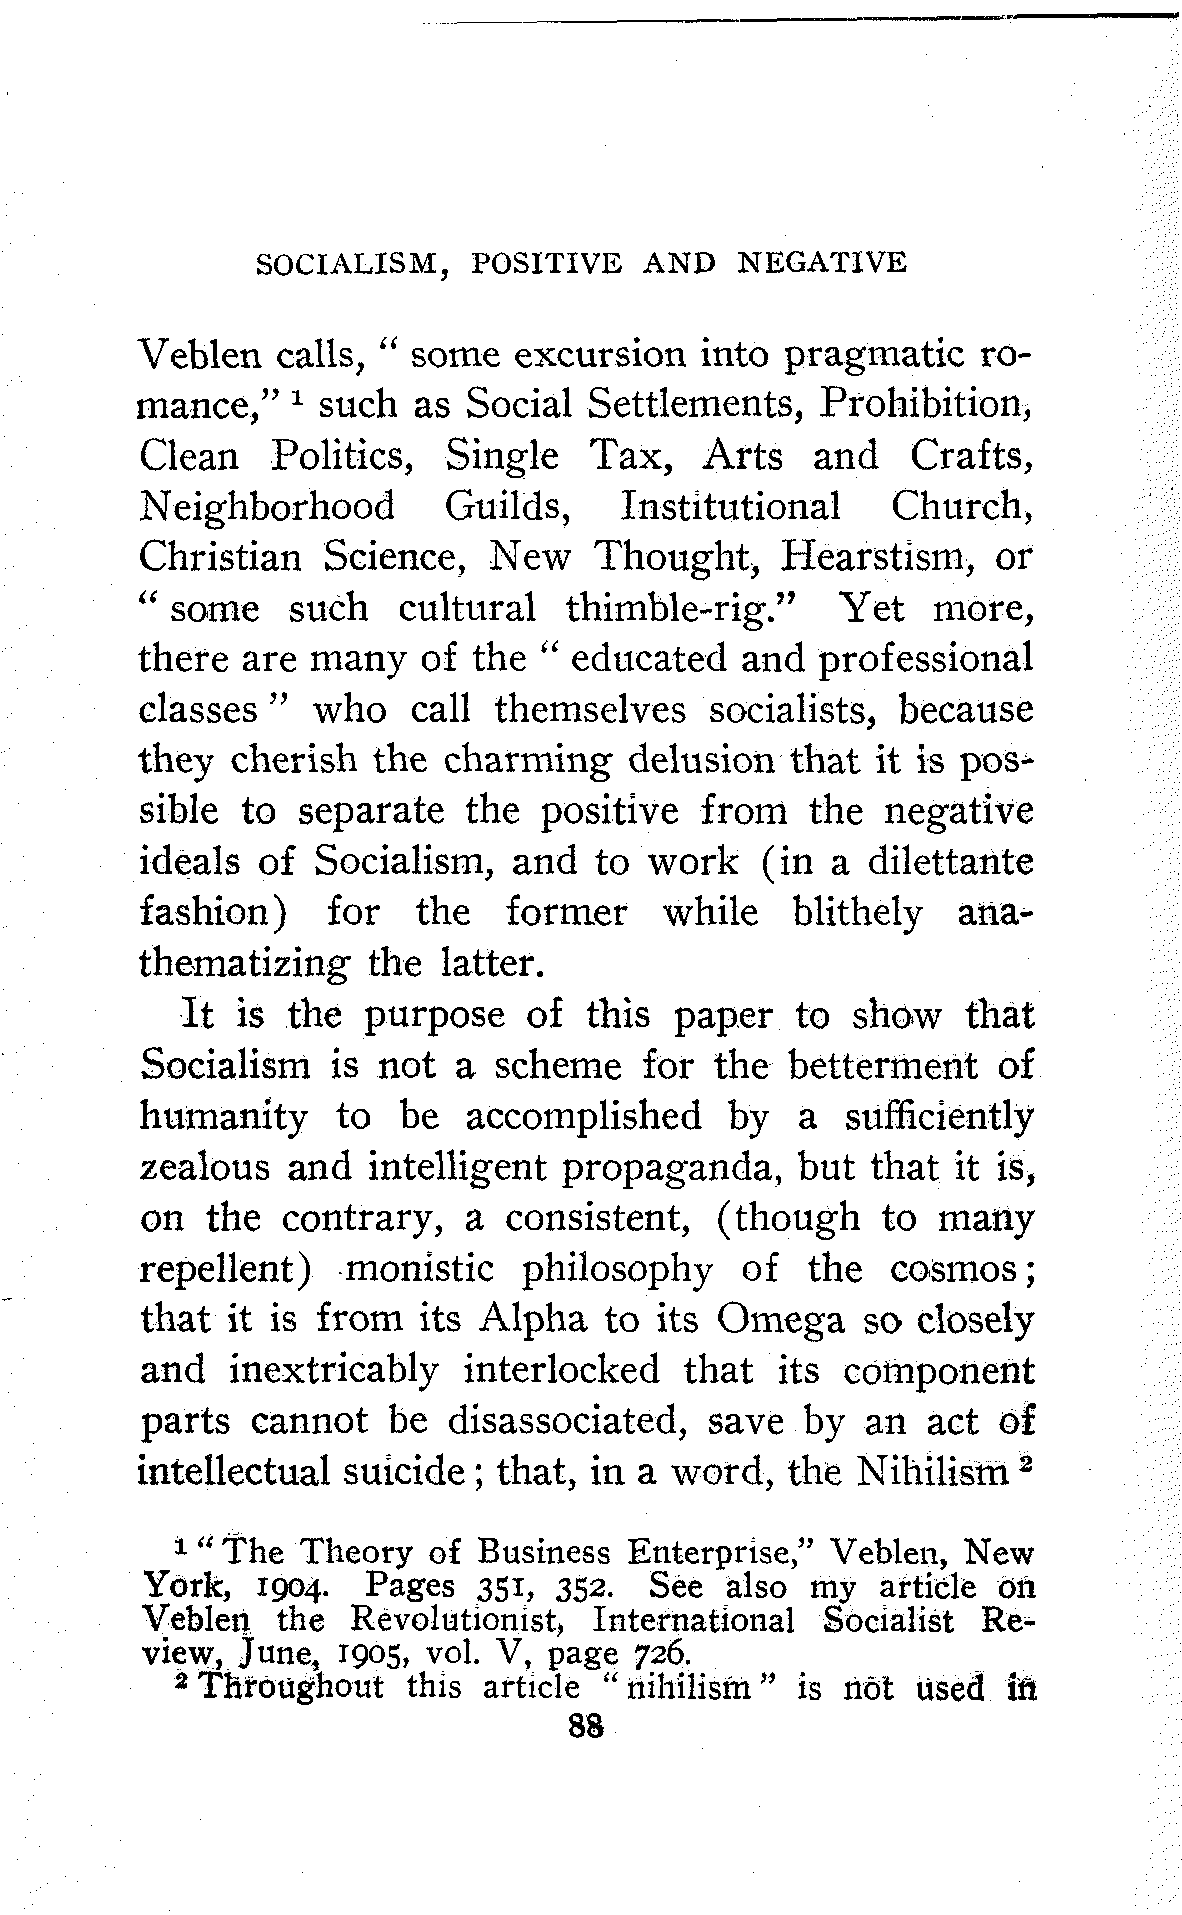 SOCIALISM, POSITIVE AND NEGATIVE
Veblen calls, “ some excursion into pragmatic ro-
mance,” ¹ such as Social Settlements, Prohibition,
Clean Politics, Single Tax, Arts and Crafts,
Neighborhood Guilds, Institutional Church,
Christian Science, New Thought, Hearstism, or
“ some such cultural thimble-rig.” Yet more,
there are many of the “ educated and professional
classes ” who call themselves socialists, because
they cherish the charming delusion that it is pos-
sible to separate the positive from the negative
ideals of Socialism, and to work (in a dilettante
fashion) for the former while blithely ana-
thematizing the latter.
It is the purpose of this paper to show that
Socialism is not a scheme for the betterment of
humanity to be accomplished by a sufficiently
zealous and intelligent propaganda, but that it is,
on the contrary, a consistent, (though to many
repellent) monistic philosophy of the cosmos;
that it is from its Alpha to its Omega so closely
and inextricably interlocked that its component
parts cannot be disassociated, save by an act of
intellectual suicide; that, in a word, the Nihilism ²
¹ “ The Theory of Business Enterprise,” Veblen, New
York, 1904. Pages 351, 352. See also my article on
Veblen the Revolutionist, International Socialist Re-
view, June, 1905, vol. V, page 726.
² Throughout this article “ nihilism ” is not used in
88